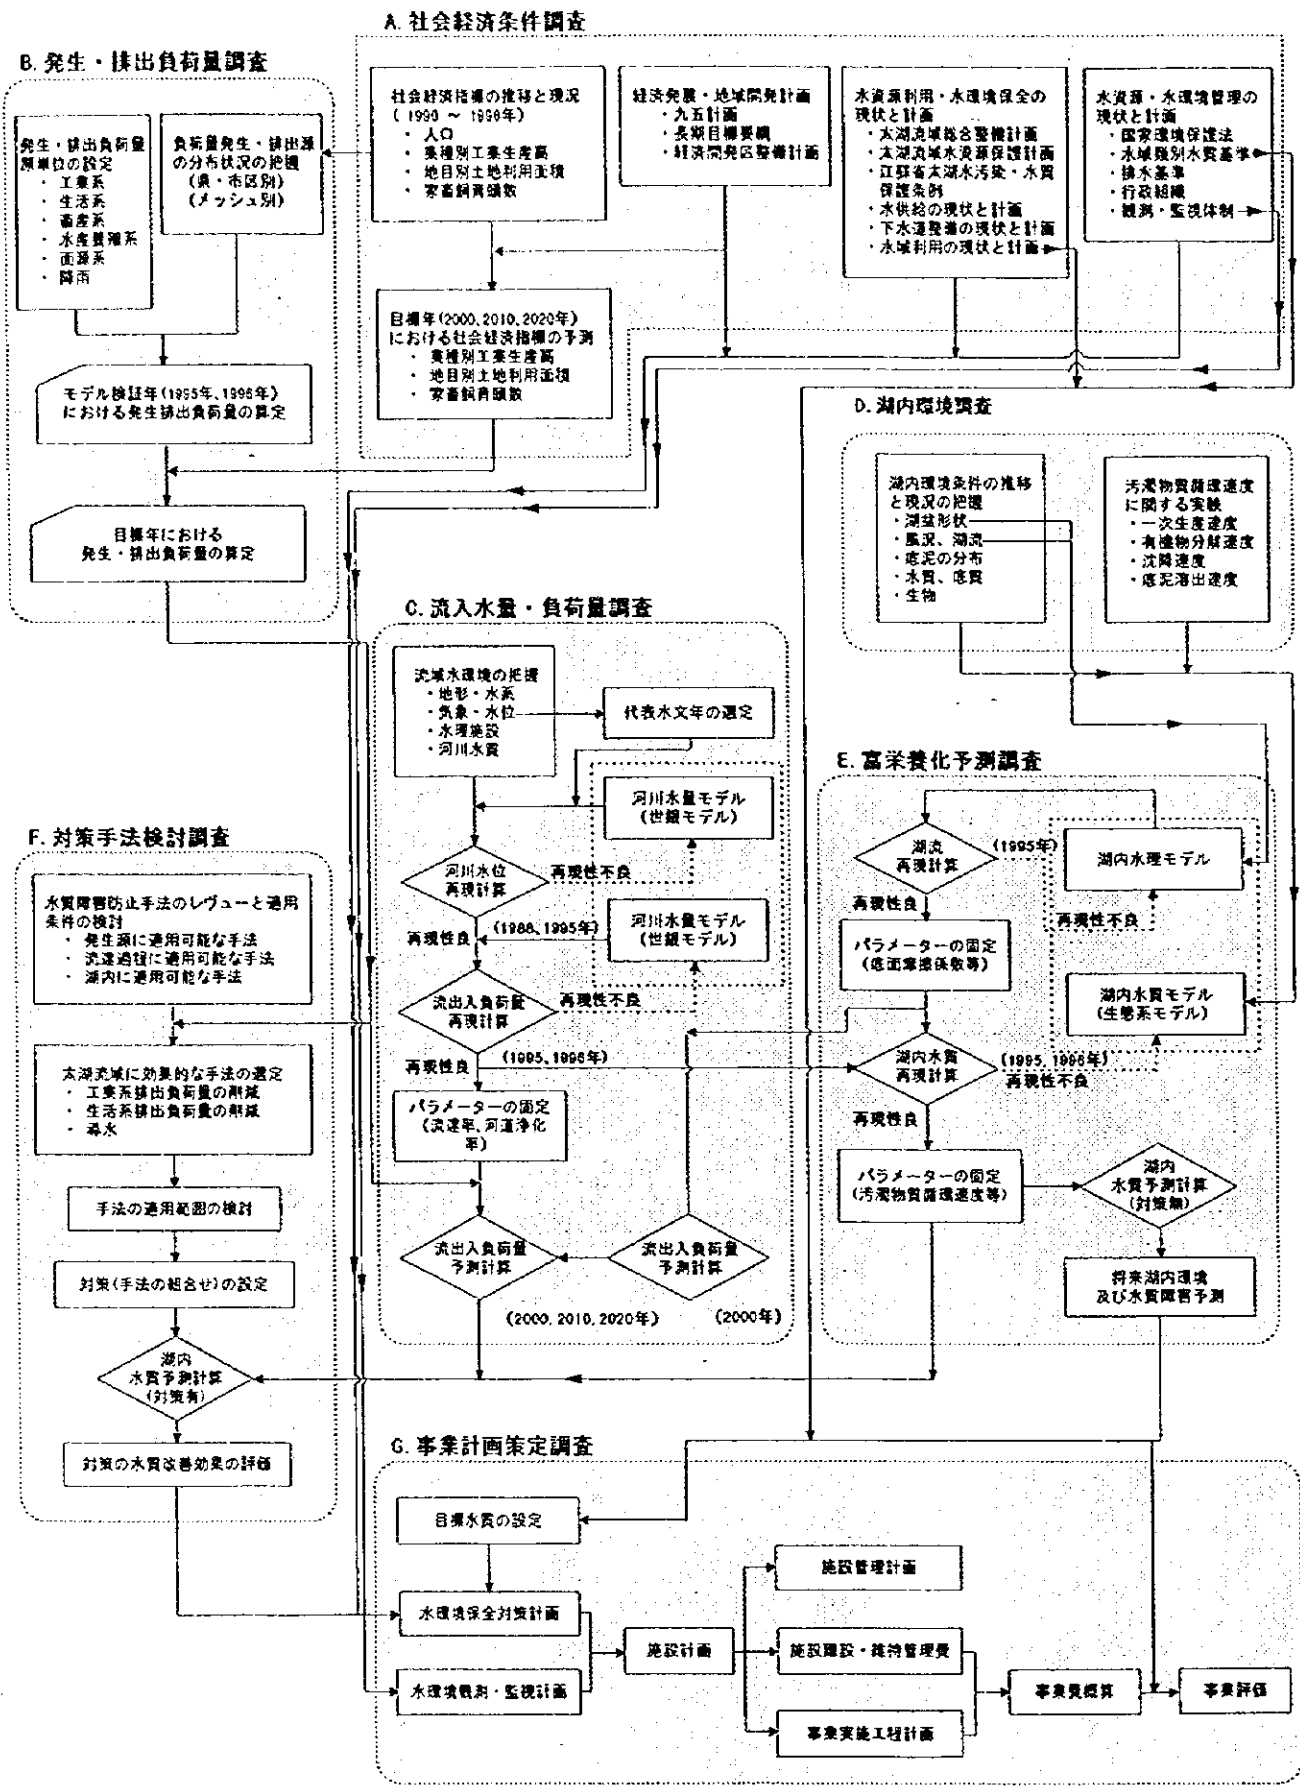 A. 社会経済条件調査
社会経済指標の推移と現況
(1990 ~ 1996年)
・ 人口
・ 業種別工業生産高
・ 地目別土地利用面積
・ 家畜飼育頭数
経済発展・地域開発計画
・九五計画
・長期目標要綱
・経済開発区整備計画
水資源利用・水環境保全の
現状と計画
・太湖流域総合整備計画
・太湖流域水資源保護計画
・江蘇省太湖水汚染・水質
保護条例
・水供給の現状と計画
・下水道整備の現状と計画
・水域利用の現状と計画
水資源・水環境管理の
現状と計画
・国家環境保護法
・水域類別水質基準
・排水基準
・行政組織
・観測・監視体制
目標年(2000,2010,2020年)
における社会経済指標の予測
・ 業種別工業生産高
・ 地目別土地利用面積
・ 家畜飼育頭数
B. 発生・排出負荷量調査
発生・排出負荷量
原単位の設定
・ 工業系
・ 生活系
・ 畜産系
・ 水産養殖系
・ 面源系
・ 降雨
負荷量発生・排出源
の分布状況の把握
(県・市区別)
(メッシュ別)
モデル検証年(1995年、1996年)
における発生排出負荷量の算定
目標年における
発生・排出負荷量の算定
C. 流入水量・負荷量調査
流域水環境の把握
・地形・水系
・気象・水位
・水理施設
・河川水質
代表水文年の選定
河川水量モデル
(世銀モデル)
河川水位
再現計算
再現性不良
再現性良
(1988,1995年)
河川水量モデル
(世銀モデル)
流出入負荷量
再現計算
再現性不良
再現性良
(1995,1996年)
パラメーターの固定
(流達率、河道浄化
率)
流出入負荷量
予測計算
流出入負荷量
予測計算
(2000,2010,2020年)
(2000年)
D. 湖内環境調査
湖内環境条件の推移
と現況の把握
・湖盆形状
・風況、湖流
・底泥の分布
・水質、底質
・生物
汚濁物質循環速度
に関する実験
・一次生産速度
・有機物分解速度
・沈降速度
・底泥溶出速度
E. 富栄養化予測調査
湖流
再現計算
(1995年)
湖内水理モデル
再現性不良
再現性良
パラメーターの固定
(底面摩擦係数等)
湖内水質モデル
(生態系モデル)
湖内水質
再現計算
(1995, 1996年)
再現性不良
再現性良
パラメーターの固定
(汚濁物質循環速度等)
湖内
水質予測計算
(対策無)
将来湖内環境
及び水質障害予測
F. 対策手法検討調査
水質障害防止手法のレヴューと適用
条件の検討
・ 発生源に適用可能な手法
・ 流達過程に適用可能な手法
・ 湖内に適用可能な手法
太湖流域に効果的な手法の選定
・ 工業系排出負荷量の削減
・ 生活系排出負荷量の削減
・ 導水
手法の適用範囲の検討
対策(手法の組合せ)の設定
湖内
水質予測計算
(対策有)
対策の水質改善効果の評価
G. 事業計画策定調査
目標水質の設定
水環境保全対策計画
水環境観測・監視計画
施設計画
施設管理計画
施設建設・維持管理費
事業実施工程計画
事業費概算
事業評価